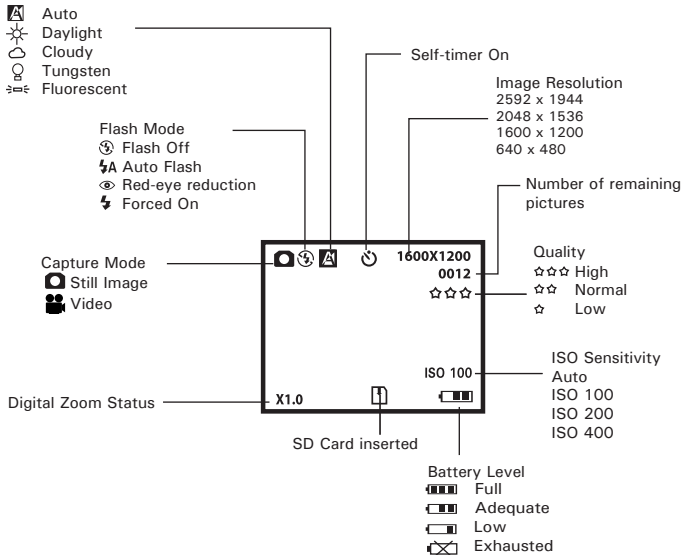 Auto
Daylight
Cloudy
Tungsten
Fluorescent
Self-timer On
Image Resolution
2592 x 1944
2048 x 1536
1600 x 1200
640 x 480
Flash Mode
Flash Off
A Auto Flash
Red-eye reduction
Forced On
Number of remaining
pictures
Capture Mode
Still Image
Video
A
1600X1200
0012
Quality
High
Normal
Low
ISO 100
X1.0
ISO Sensitivity
Auto
ISO 100
ISO 200
ISO 400
Digital Zoom Status
SD Card inserted
Battery Level
Full
Adequate
Low
Exhausted